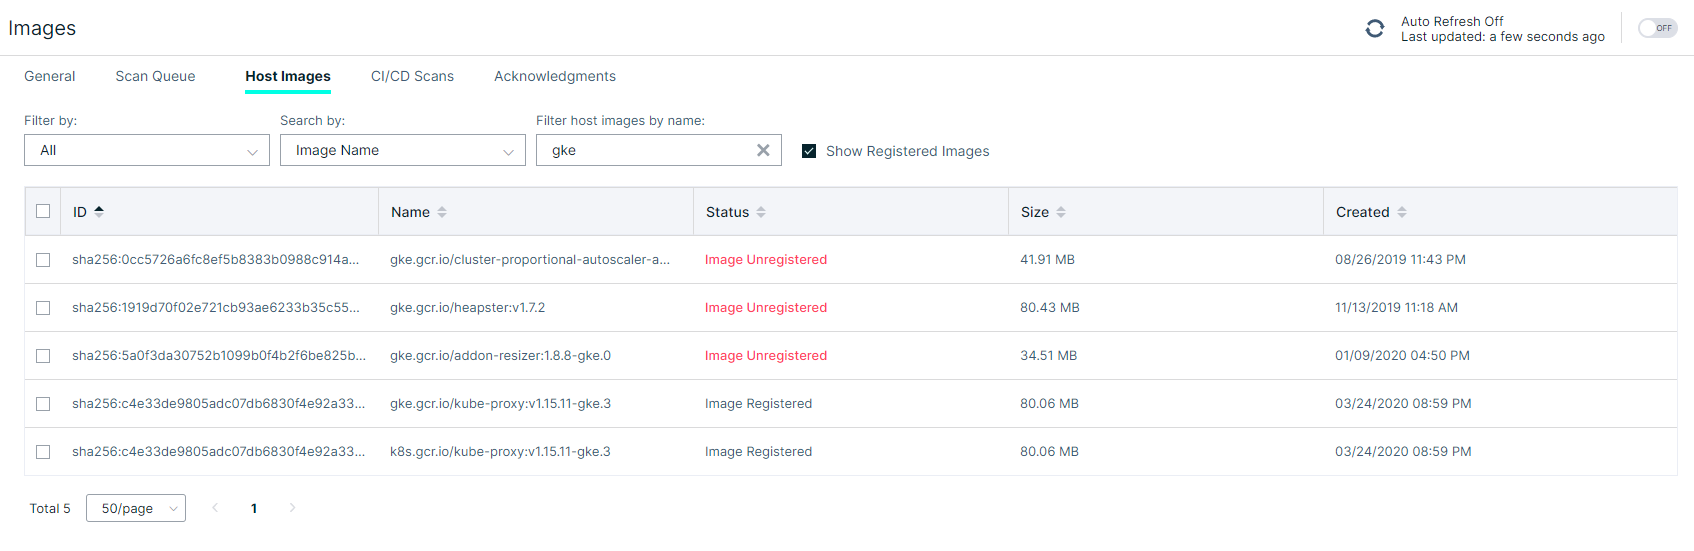 Images
Auto Refresh Off
Last updated: a few seconds ago
OFF
General Scan Queue Host Images CI/CD Scans Acknowledgments
Filter by: Search by: Filter host images by name:
All Image Name gke Show Registered Images
ID Name Status Size Created
sha256:0cc5726a6fc8ef5b8383b0988c914a... gke.gcr.io/cluster-proportional-autoscaler-a... Image Unregistered 41.91 MB 08/26/2019 11:43 PM
sha256:1919d70f02e721cb93ae6233b35c55... gke.gcr.io/heapster:v1.7.2 Image Unregistered 80.43 MB 11/13/2019 11:18 AM
sha256:5a0f3da30752b1099b0f4b2f6be825b... gke.gcr.io/addon-resizer:1.8.8-gke.0 Image Unregistered 34.51 MB 01/09/2020 04:50 PM
sha256:c4e33de9805adc07db6830f4e92a33... gke.gcr.io/kube-proxy:v1.15.11-gke.3 Image Registered 80.06 MB 03/24/2020 08:59 PM
sha256:c4e33de9805adc07db6830f4e92a33... k8s.gcr.io/kube-proxy:v1.15.11-gke.3 Image Registered 80.06 MB 03/24/2020 08:59 PM
Total 5 50/page 1